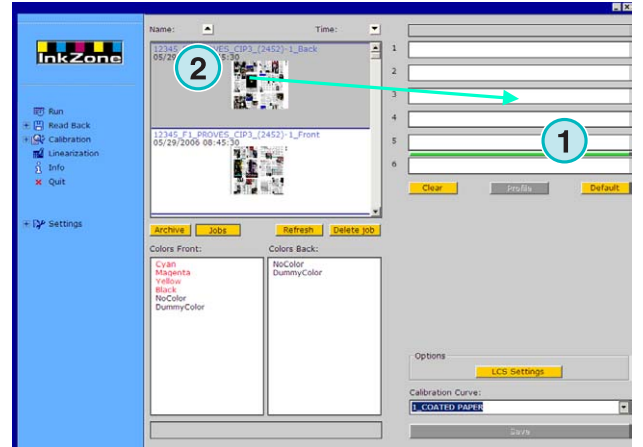 InkZone
Run
Read Back
Calibration
Linearization
Info
Quit
Settings
Name:
Time:
12345_F1_PROVES_CIP3_(2452)-1_Back
05/29/2006 08:45:30
2
12345_F1_PROVES_CIP3_(2452)-1_Front
05/29/2006 08:45:30
Archive Jobs Refresh Delete job
Colors Front:
Cyan
Magenta
Yellow
Black
NoColor
DummyColor
Colors Back:
NoColor
DummyColor
1
2
3
4
5
6
1
Clear Profile Default
Options
LCS Settings
Calibration Curve:
1_COATED PAPER
Save